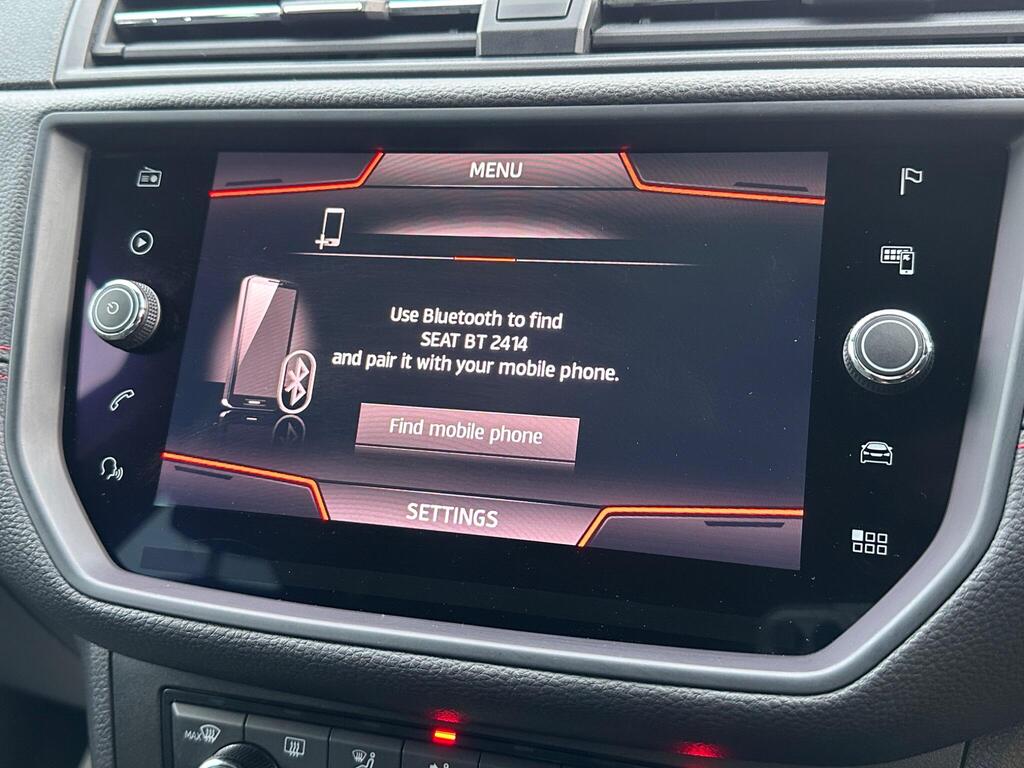 MENU
Use Bluetooth to find
SEAT BT 2414
and pair it with your mobile phone.
Find mobile phone
SETTINGS
MAX